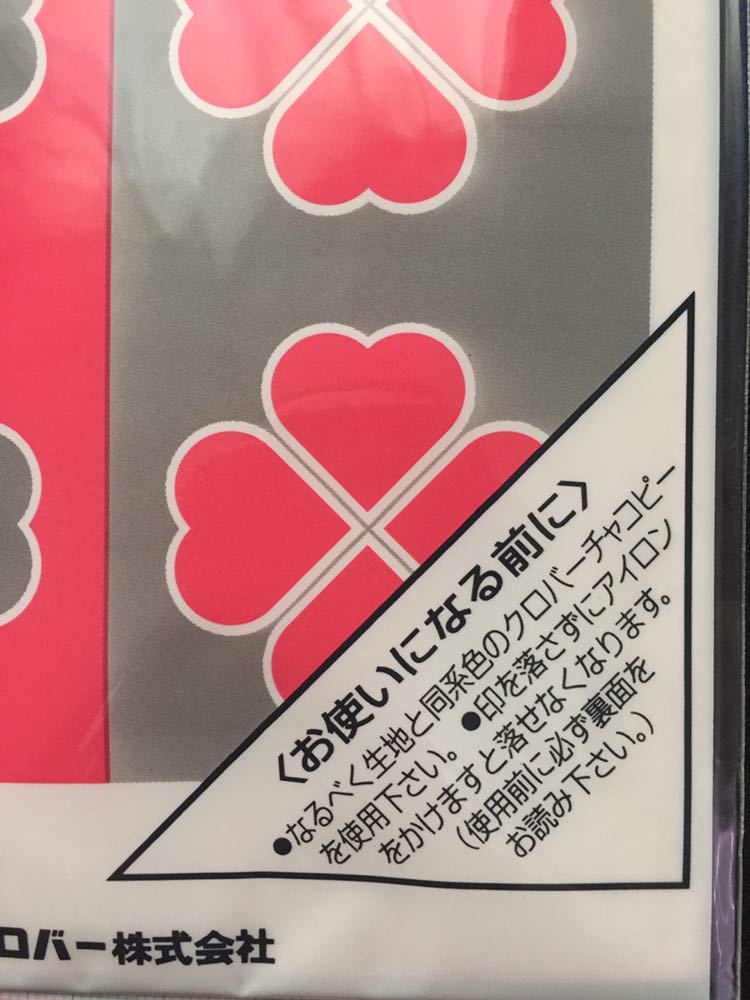 〈お使いになる前に〉
●なるべく生地と同系色のクロバーチャコピー
を使用下さい。●印を落さずにアイロン
をかけますと落せなくなります。
(使用前に必ず裏面を
お読み下さい。)
ロバー株式会社